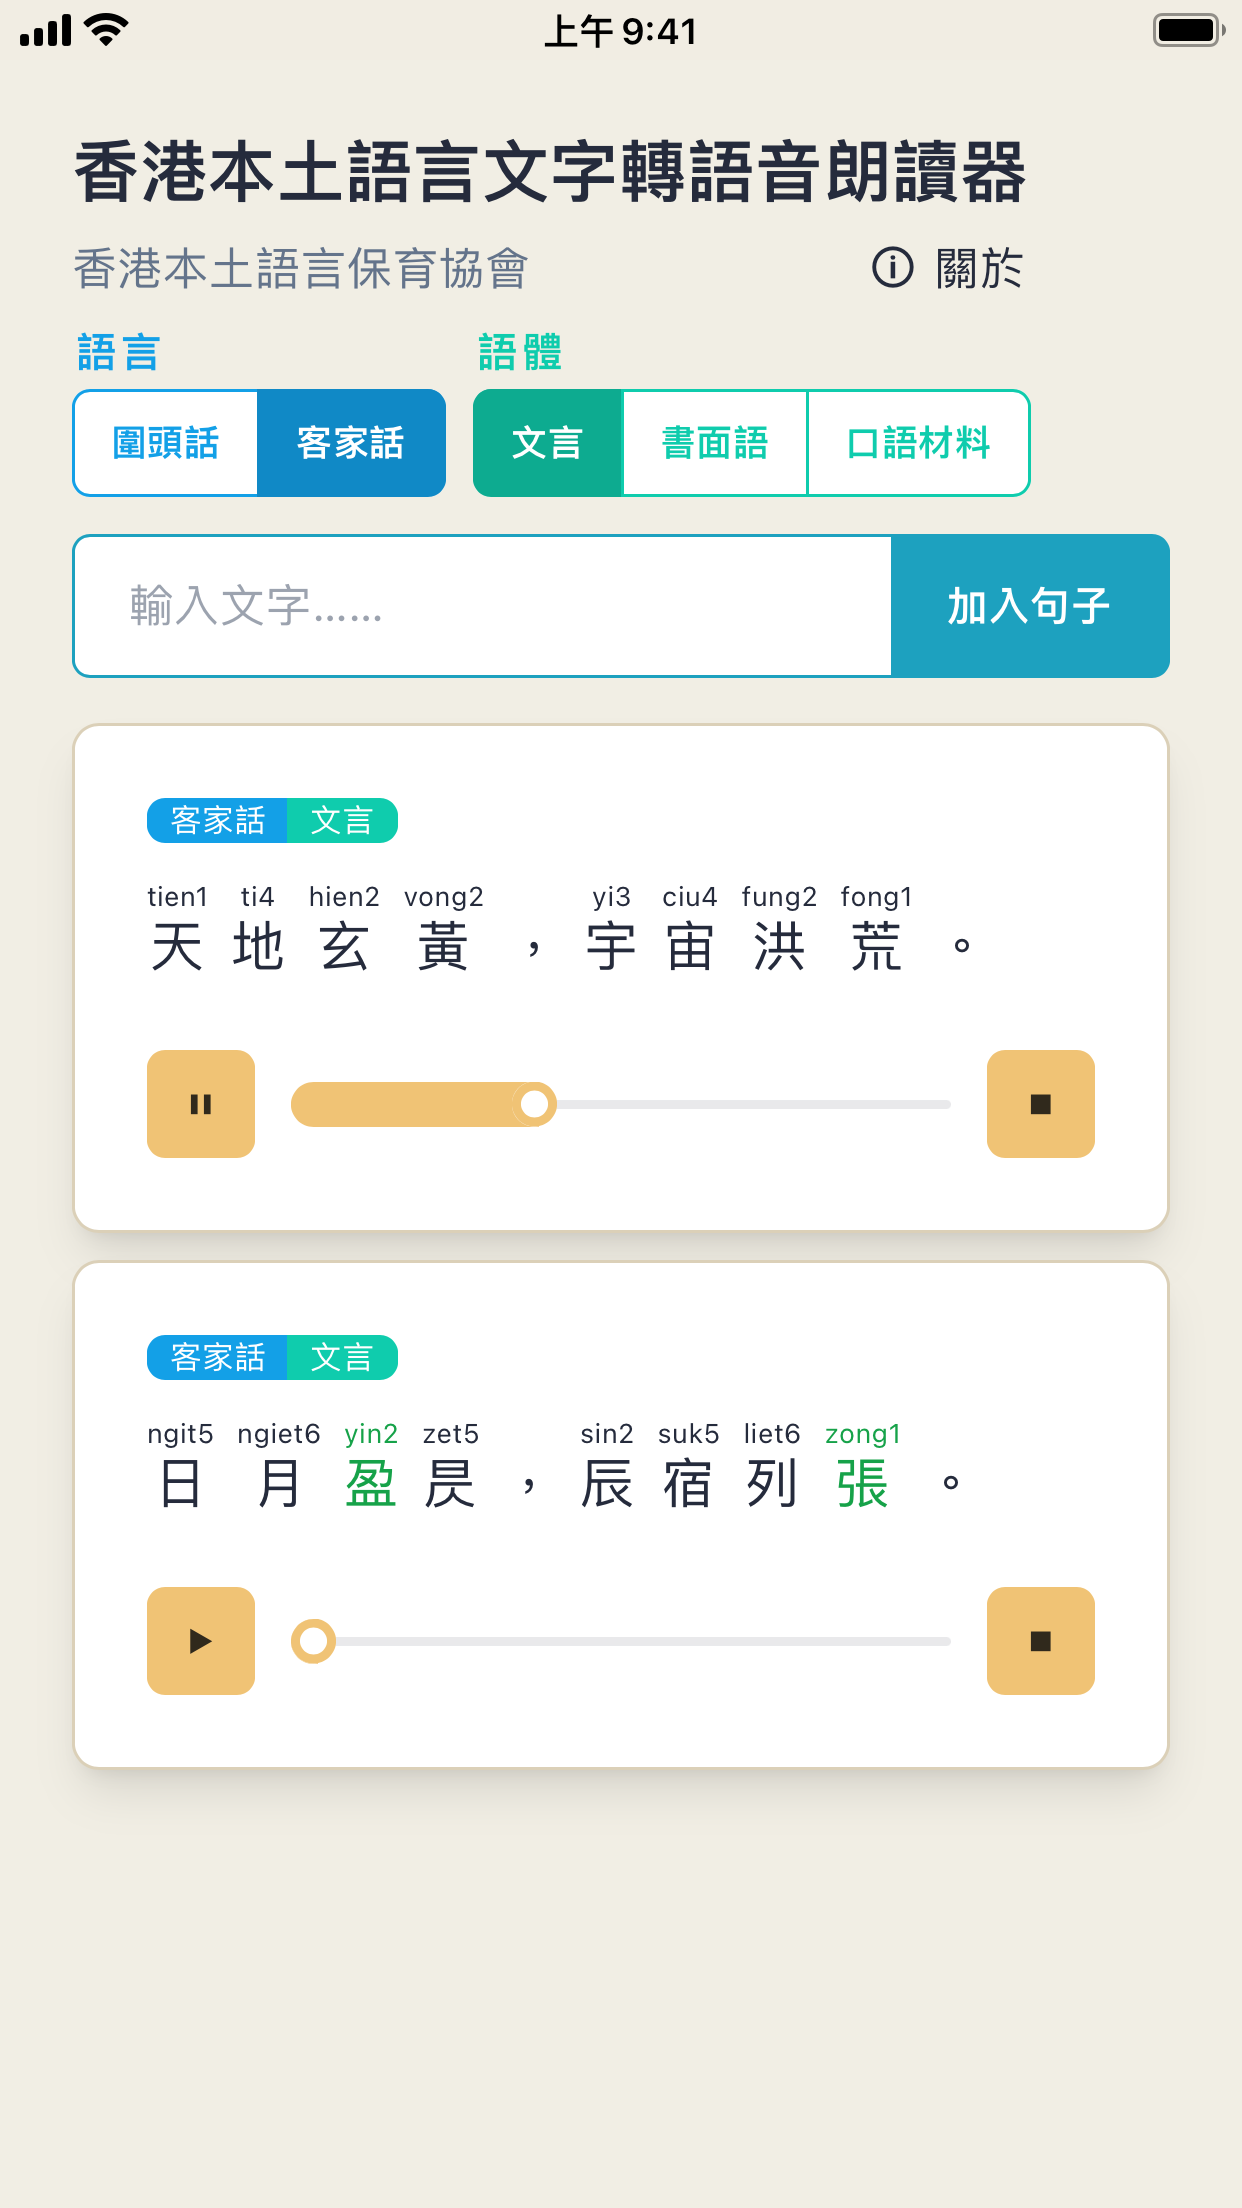 上午 9:41
香港本土語言文字轉語音朗讀器
香港本土語言保育協會
關於
語言
語體
圍頭話 客家話
文言 書面語 口語材料
輸入文字…… 加入句子
客家話 文言
tien1 ti4 hien2 vong2 yi3 ciu4 fung2 fong1
天地玄黃，宇宙洪荒。
客家話 文言
ngit5 ngiet6 yin2 zet5 sin2 suk5 liet6 zong1
日月盈昃，辰宿列張。